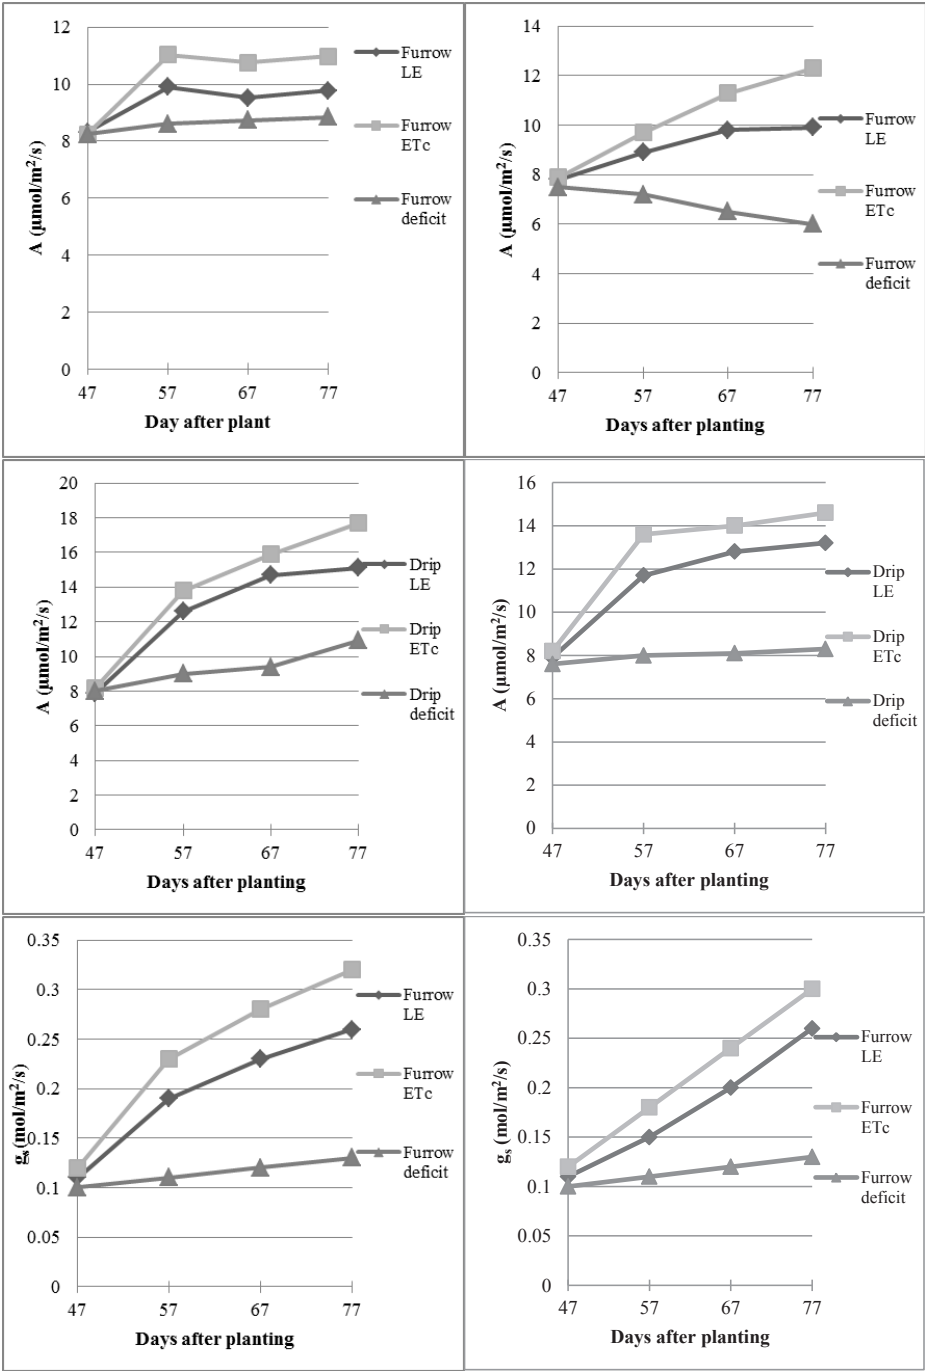 12
10
8
6
4
2
0
A (µmol/m²/s)
47 57 67 77
Day after plant
Furrow
LE
Furrow
ETc
Furrow
deficit
14
12
10
8
6
4
2
0
A (µmol/m²/s)
47 57 67 77
Days after planting
Furrow
LE
Furrow
ETc
Furrow
deficit
20
18
16
14
12
10
8
6
4
2
0
A (µmol/m²/s)
47 57 67 77
Days after planting
Drip
LE
Drip
ETc
Drip
deficit
16
14
12
10
8
6
4
2
0
A (µmol/m²/s)
47 57 67 77
Days after planting
Drip
LE
Drip
ETc
Drip
deficit
0.35
0.3
0.25
0.2
0.15
0.1
0.05
0
gₛ (mol/m²/s)
47 57 67 77
Days after planting
Furrow
LE
Furrow
ETc
Furrow
deficit
0.35
0.3
0.25
0.2
0.15
0.1
0.05
0
gₛ (mol/m²/s)
47 57 67 77
Days after planting
Furrow
LE
Furrow
ETc
Furrow
deficit